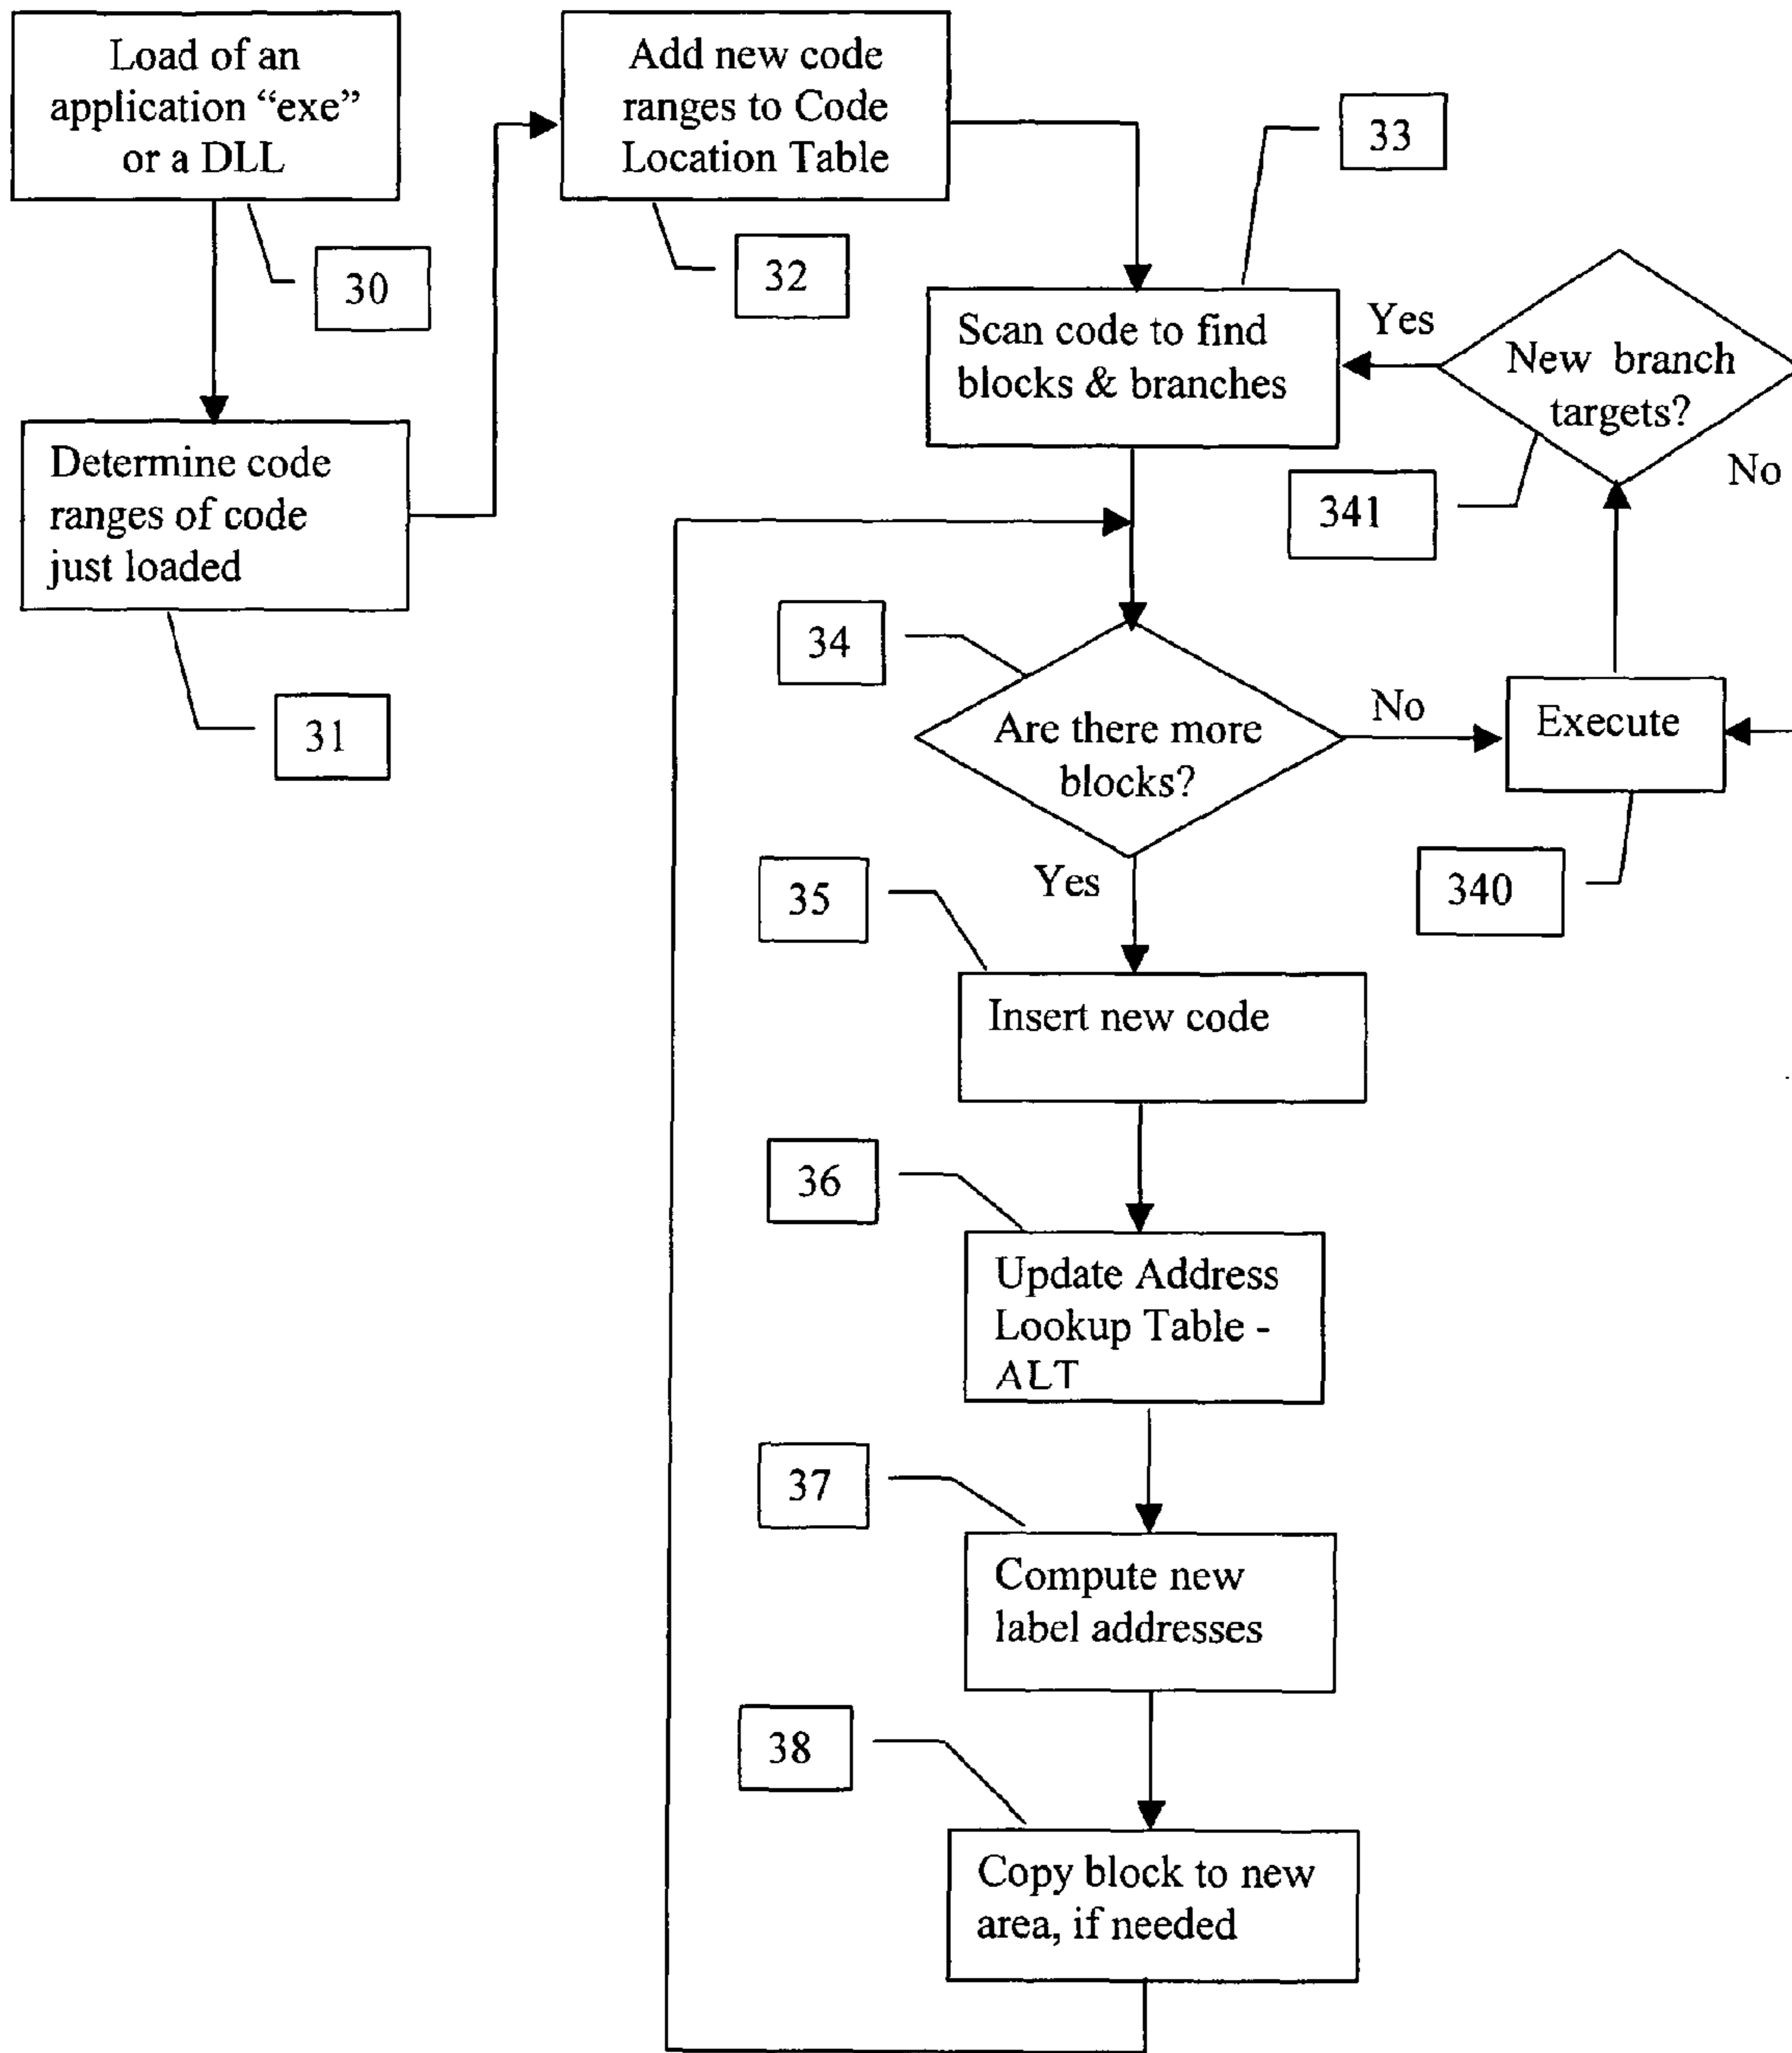 Load of an
application “exe”
or a DLL
30
Determine code
ranges of code
just loaded
31
Add new code
ranges to Code
Location Table
32
33
Scan code to find
blocks & branches
Yes
New branch
targets?
No
341
34
Are there more
blocks?
No
Execute
340
Yes
35
Insert new code
36
Update Address
Lookup Table -
ALT
37
Compute new
label addresses
38
Copy block to new
area, if needed